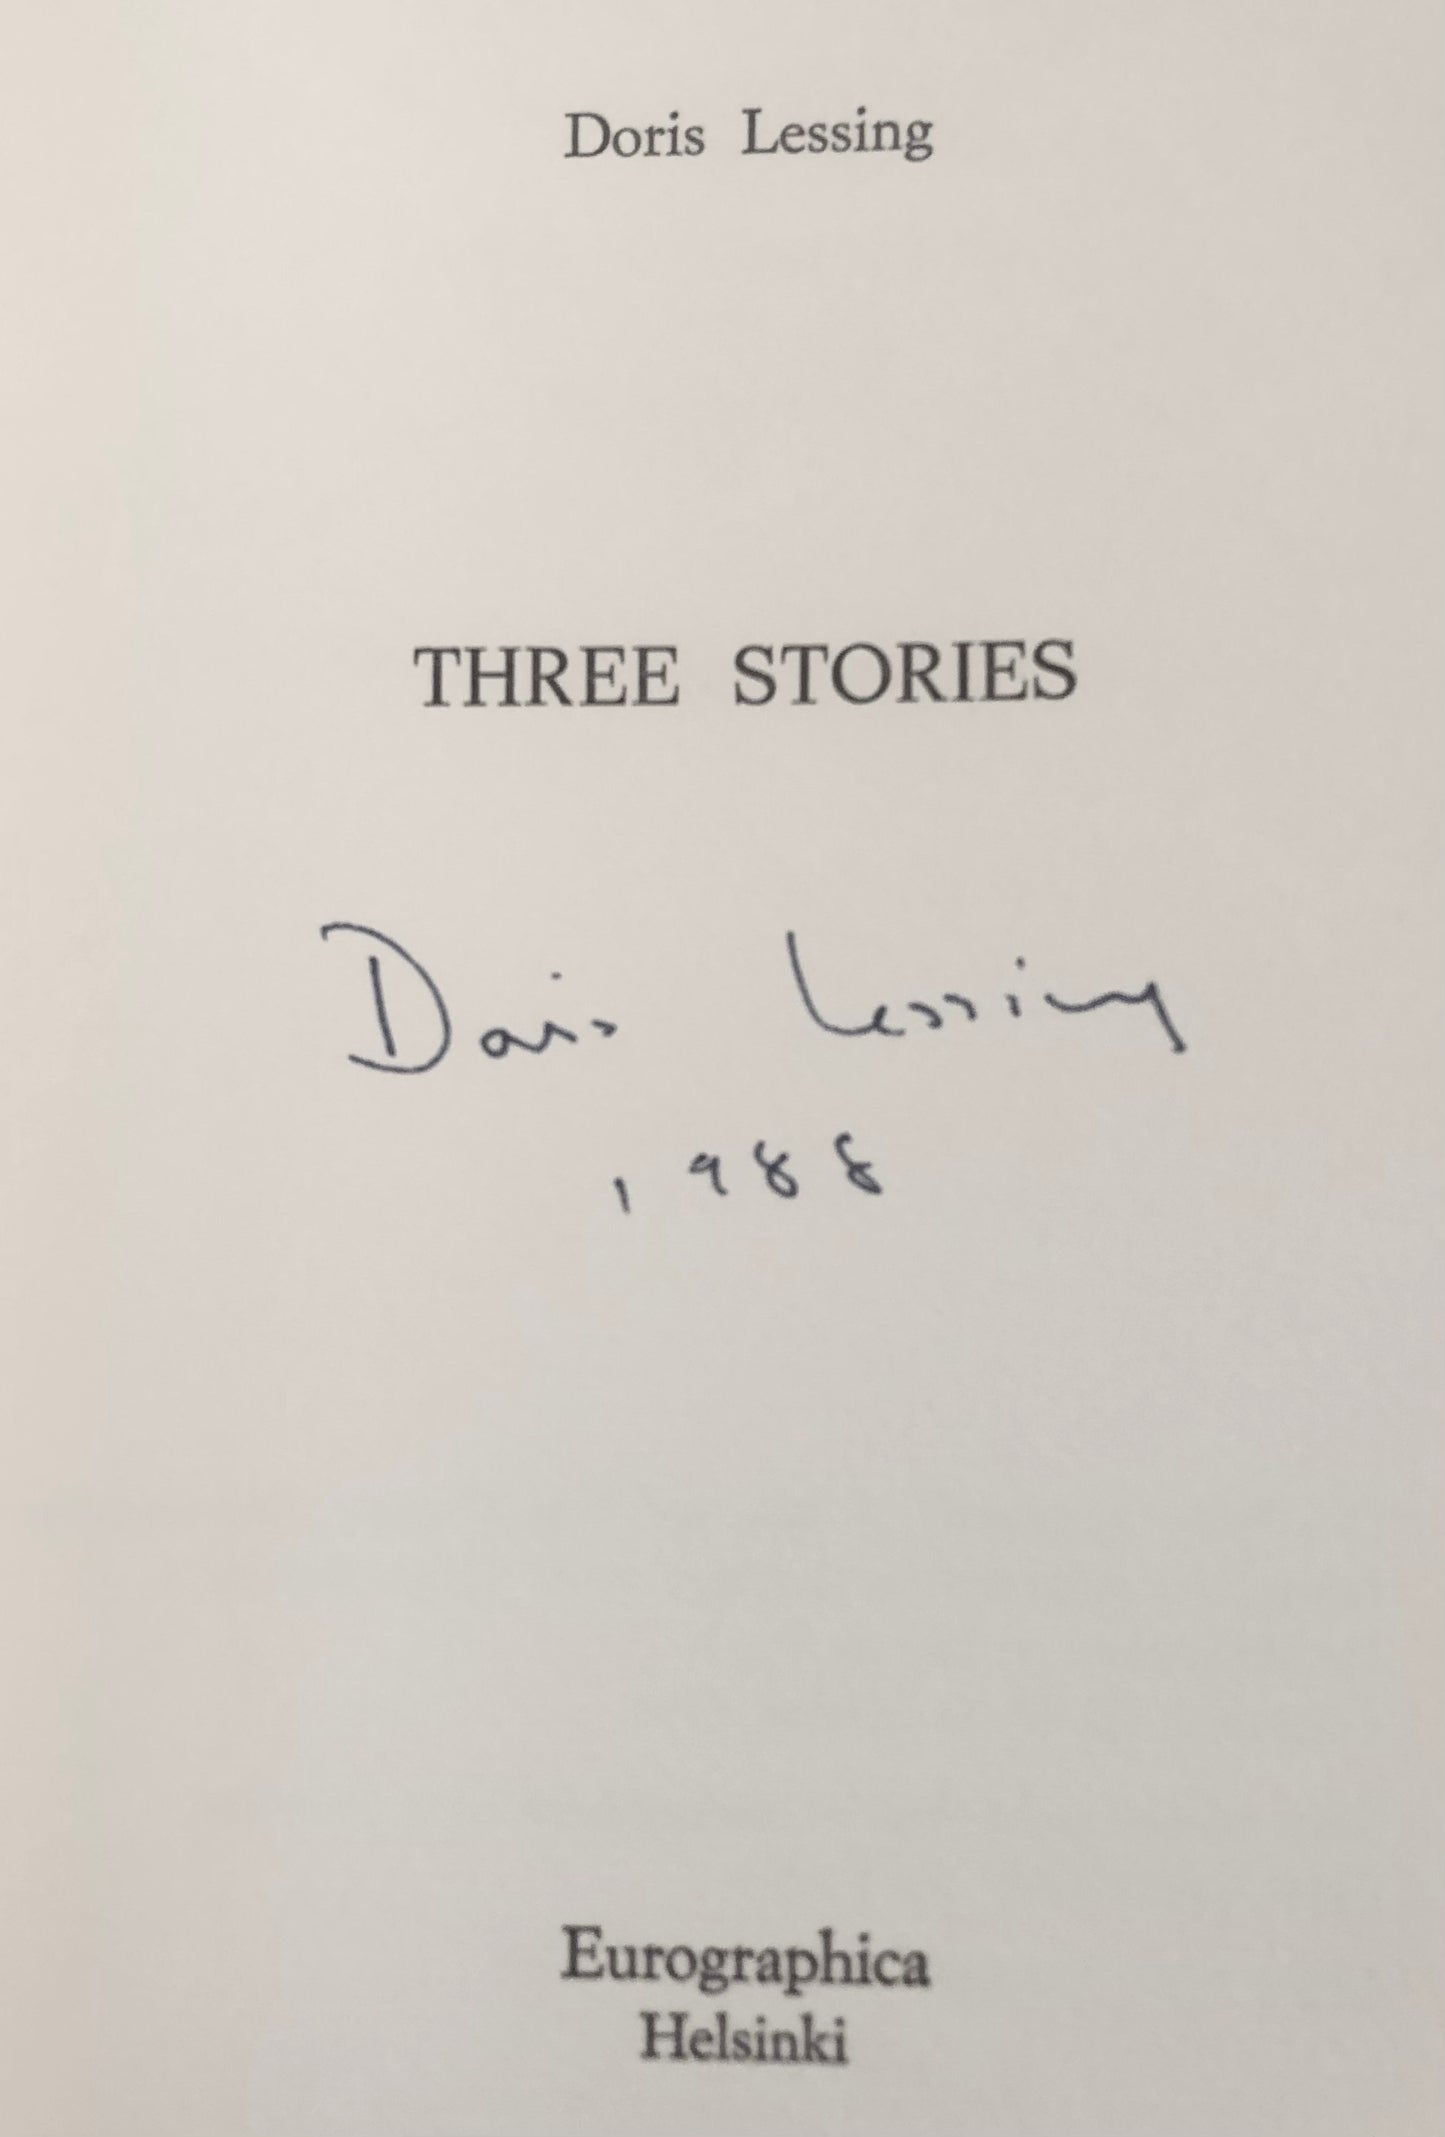 Doris Lessing
THREE STORIES
Doris Lessing
1988
Eurographica
Helsinki